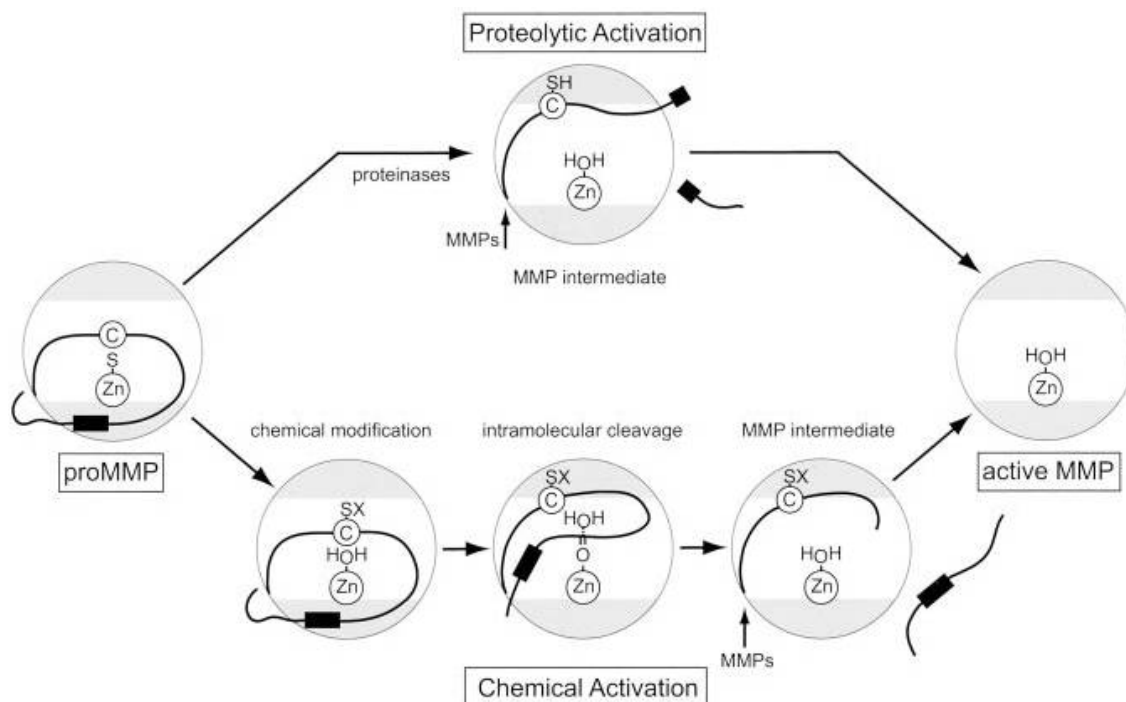 Proteolytic Activation
SH
C
HOH
Zn
proteinases
MMPs
MMP intermediate
C
S
Zn
proMMP
HOH
Zn
active MMP
chemical modification
intramolecular cleavage
MMP intermediate
SX
C
HOH
Zn
SX
C
HOH
O
Zn
SX
C
HOH
Zn
MMPs
Chemical Activation